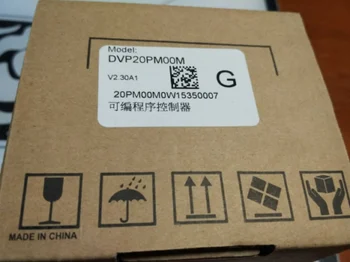 Model:
DVP20PM00M
V2.30A1
G
20PM00M0W15350007
可编程序控制器
MADE IN CHINA